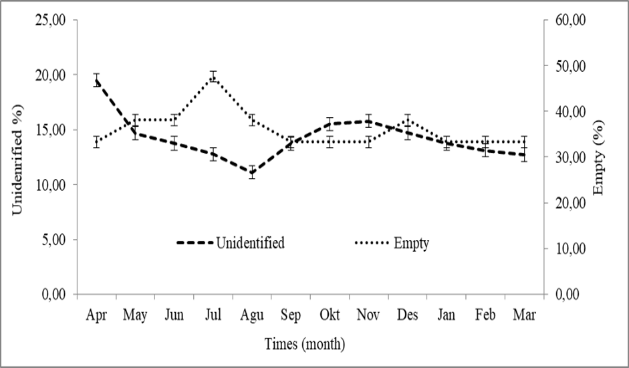 25,00
20,00
15,00
10,00
5,00
0,00
Unidenrified %)
60,00
50,00
40,00
30,00
20,00
10,00
0,00
Empty (%)
Unidentified
Empty
Apr May Jun Jul Agu Sep Okt Nov Des Jan Feb Mar
Times (month)